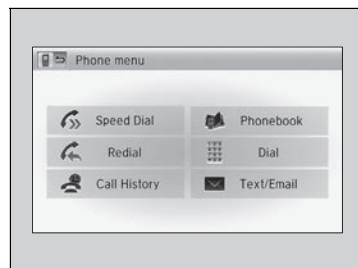 Phone menu
Speed Dial
Phonebook
Redial
Dial
Call History
Text/Email